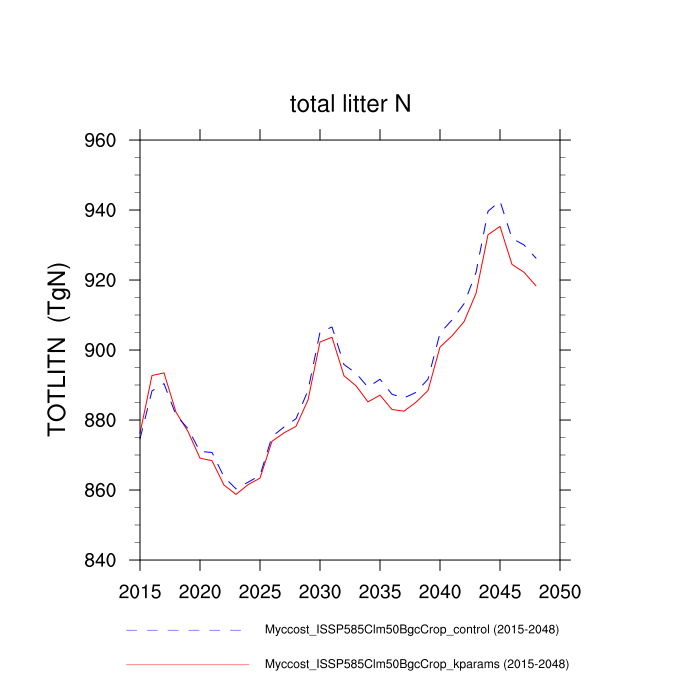 total litter N
TOTLITN (TgN)
960
940
920
900
880
860
840
2015 2020 2025 2030 2035 2040 2045 2050
Myccost_ISSP585Clm50BgcCrop_control (2015-2048)
Myccost_ISSP585Clm50BgcCrop_kparams (2015-2048)